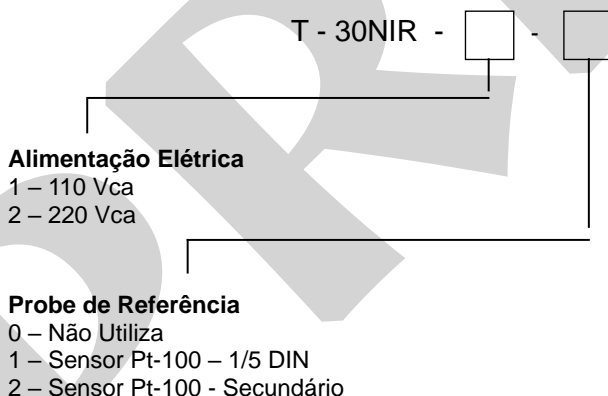 T - 30NIR - -
Alimentação Elétrica
1 – 110 Vca
2 – 220 Vca
Probe de Referência
0 – Não Utiliza
1 – Sensor Pt-100 – 1/5 DIN
2 – Sensor Pt-100 - Secundário